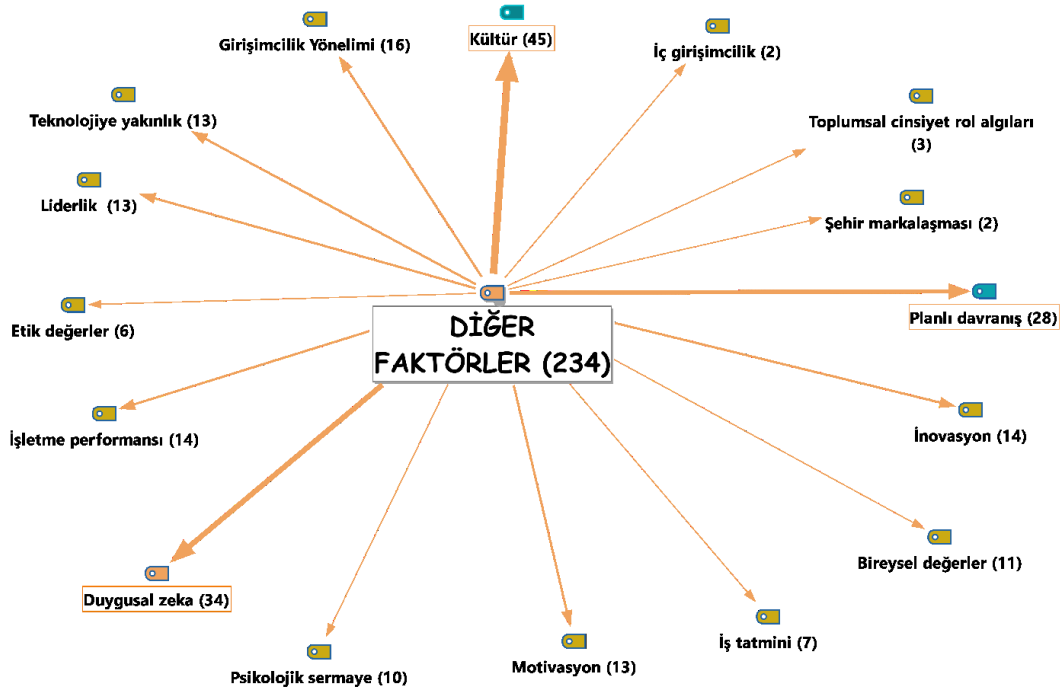 Girişimcilik Yönelimi (16)
Kültür (45)
İç girişimcilik (2)
Teknolojiye yakınlık (13)
Toplumsal cinsiyet rol algıları
(3)
Liderlik (13)
Şehir markalaşması (2)
Etik değerler (6)
DİĞER
FAKTÖRLER (234)
Planlı davranış (28)
İşletme performansı (14)
İnovasyon (14)
Duygusal zeka (34)
Bireysel değerler (11)
Psikolojik sermaye (10)
Motivasyon (13)
İş tatmini (7)